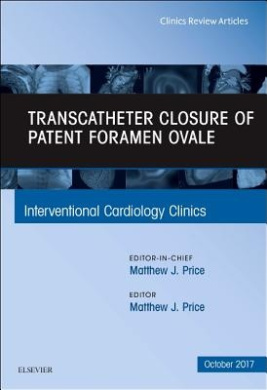 Clinics Review Articles
TRANSCATHETER CLOSURE OF
PATENT FORAMEN OVALE
Interventional Cardiology Clinics
EDITOR-IN-CHIEF
Matthew J. Price
EDITOR
Matthew J. Price
ELSEVIER
October 2017